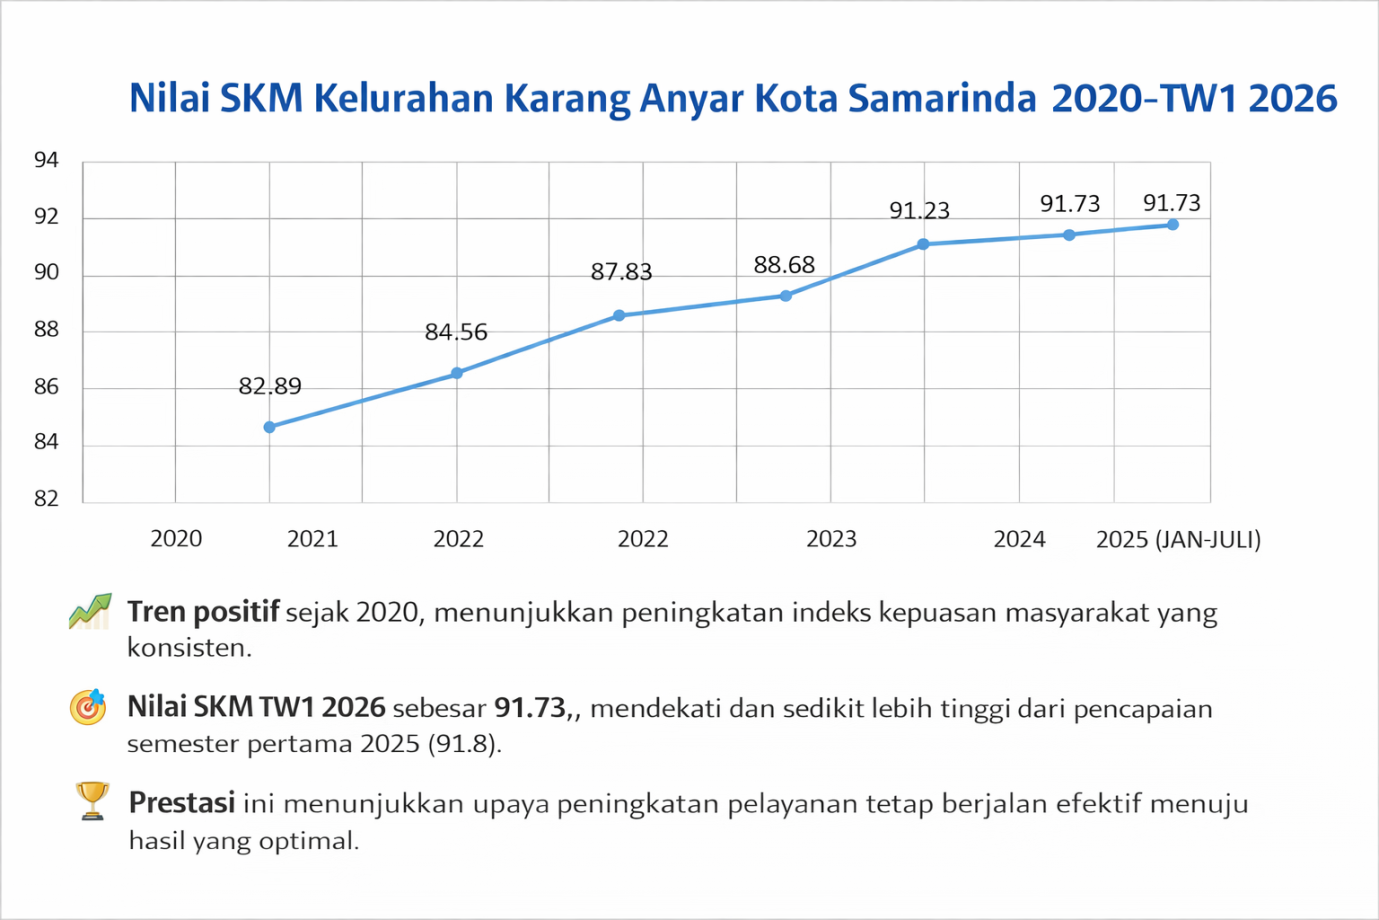 Nilai SKM Kelurahan Karang Anyar Kota Samarinda 2020-TW1 2026
94
92
90
88
86
84
82
82.89
84.56
87.83
88.68
91.23
91.73
91.73
2020
2021
2022
2022
2023
2024
2025 (JAN-JULI)
Tren positif sejak 2020, menunjukkan peningkatan indeks kepuasan masyarakat yang
konsisten.
Nilai SKM TW1 2026 sebesar 91.73,, mendekati dan sedikit lebih tinggi dari pencapaian
semester pertama 2025 (91.8).
Prestasi ini menunjukkan upaya peningkatan pelayanan tetap berjalan efektif menuju
hasil yang optimal.